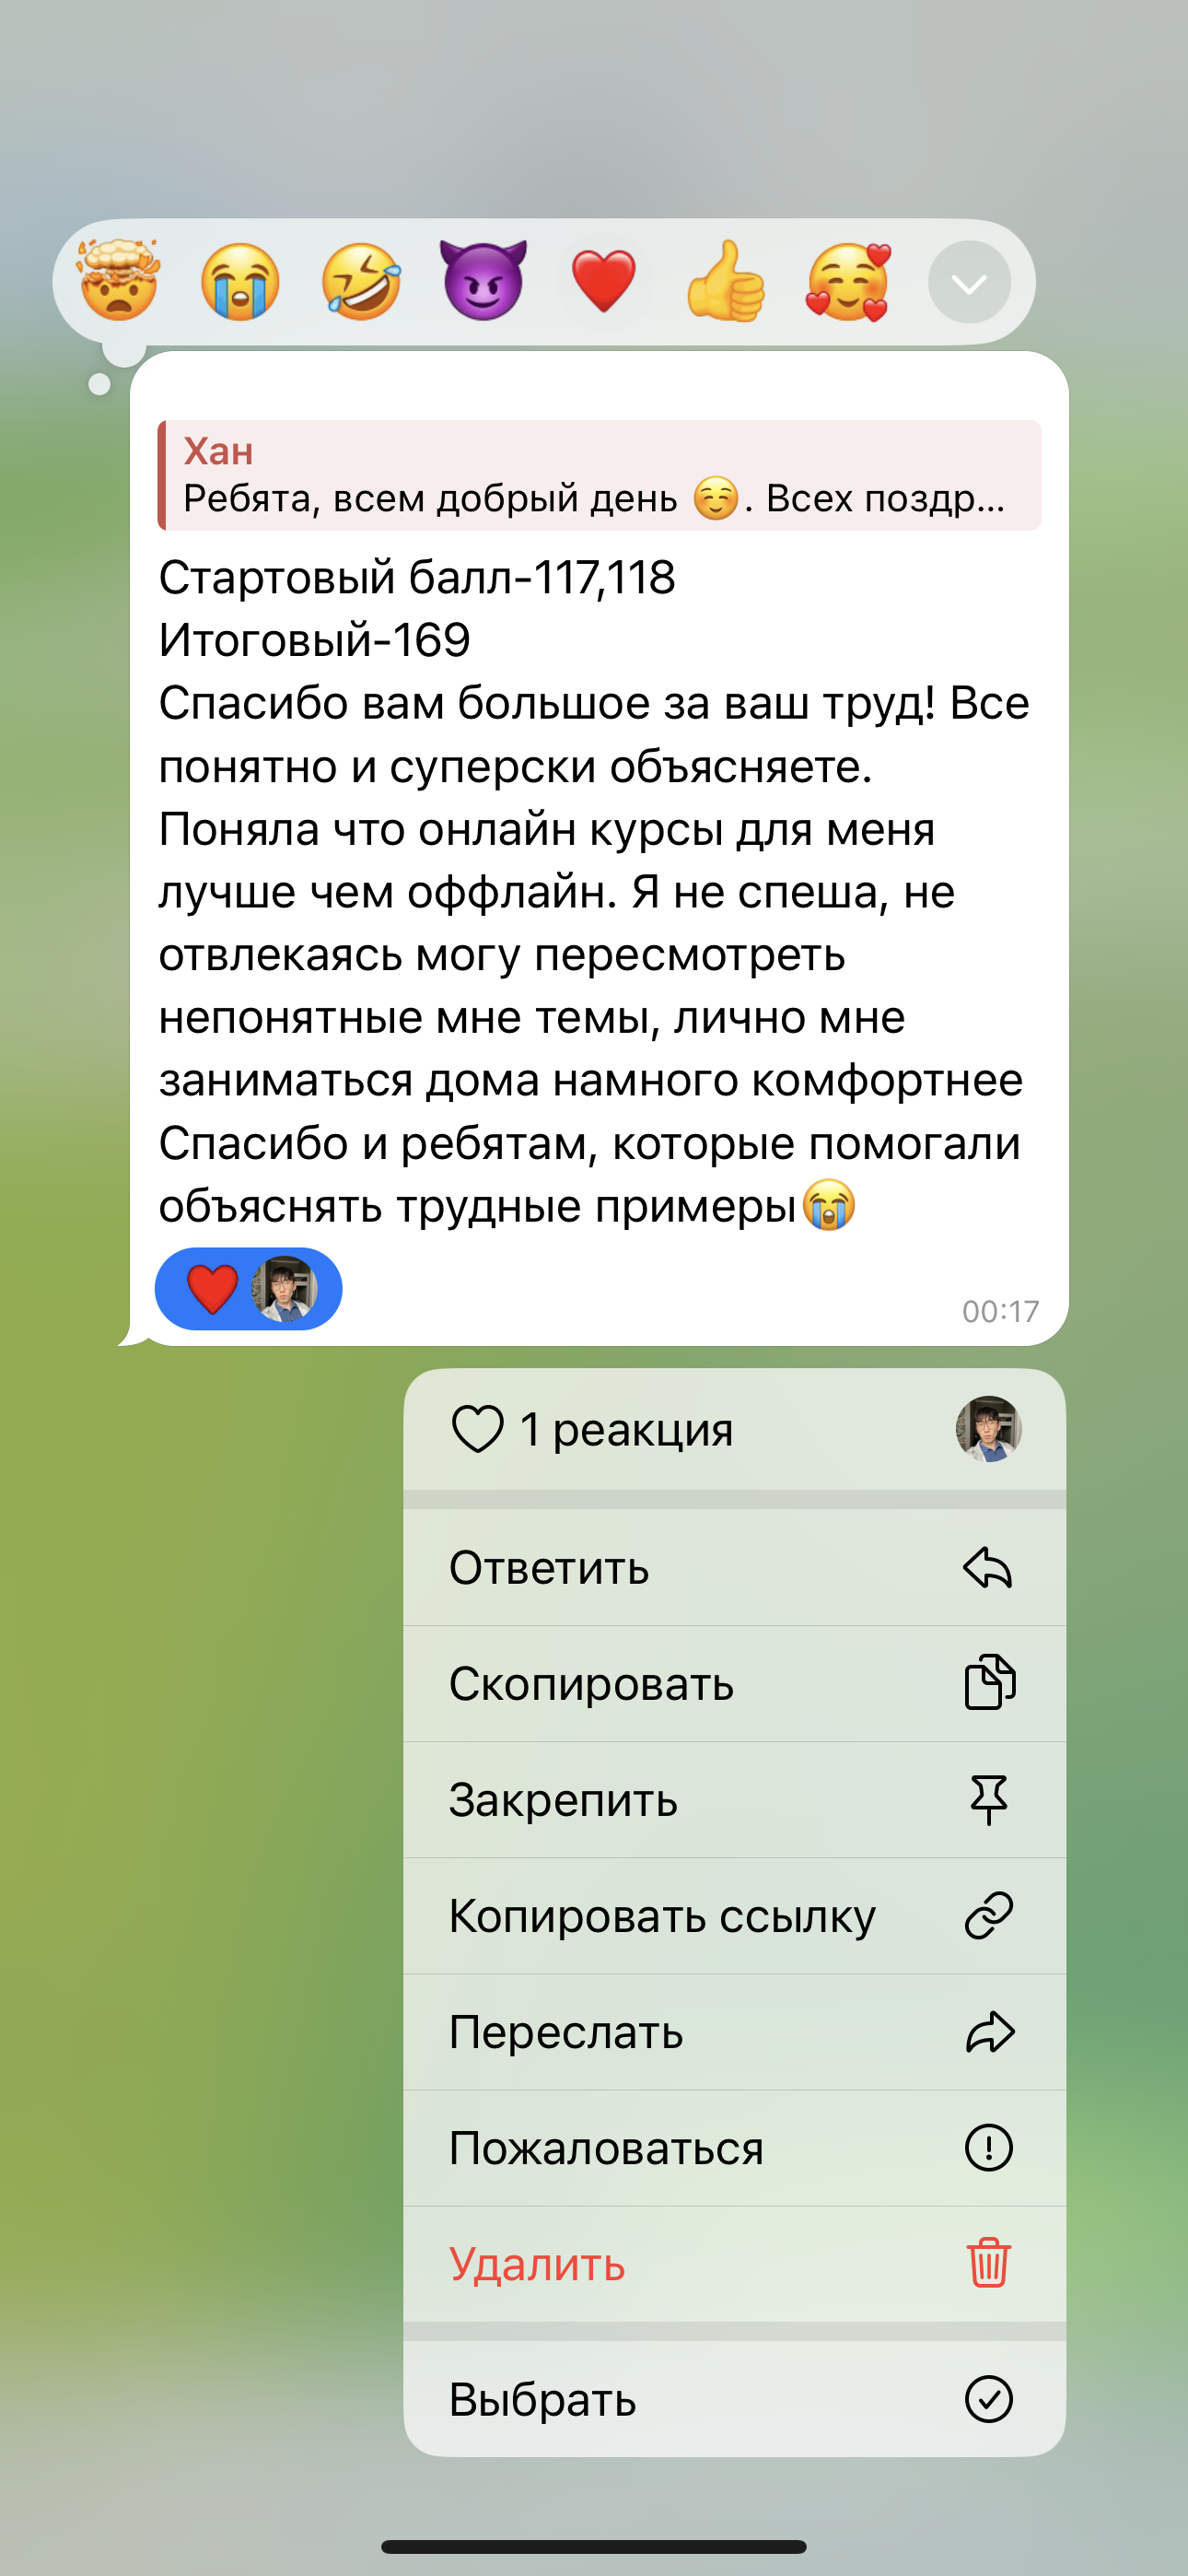 Хан
Ребята, всем добрый день ☺️. Всех поздр...
Стартовый балл-117,118
Итоговый-169
Спасибо вам большое за ваш труд! Все
понятно и суперски объясняете.
Поняла что онлайн курсы для меня
лучше чем оффлайн. Я не спеша, не
отвлекаясь могу пересмотреть
непонятные мне темы, лично мне
заниматься дома намного комфортнее
Спасибо и ребятам, которые помогали
объяснять трудные примеры😭
00:17
1 реакция
Ответить
Скопировать
Закрепить
Копировать ссылку
Переслать
Пожаловаться
Удалить
Выбрать